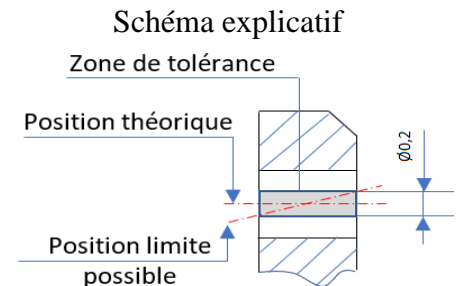 Schéma explicatif
Zone de tolérance
Position théorique
Ø0,2
Position limite
possible